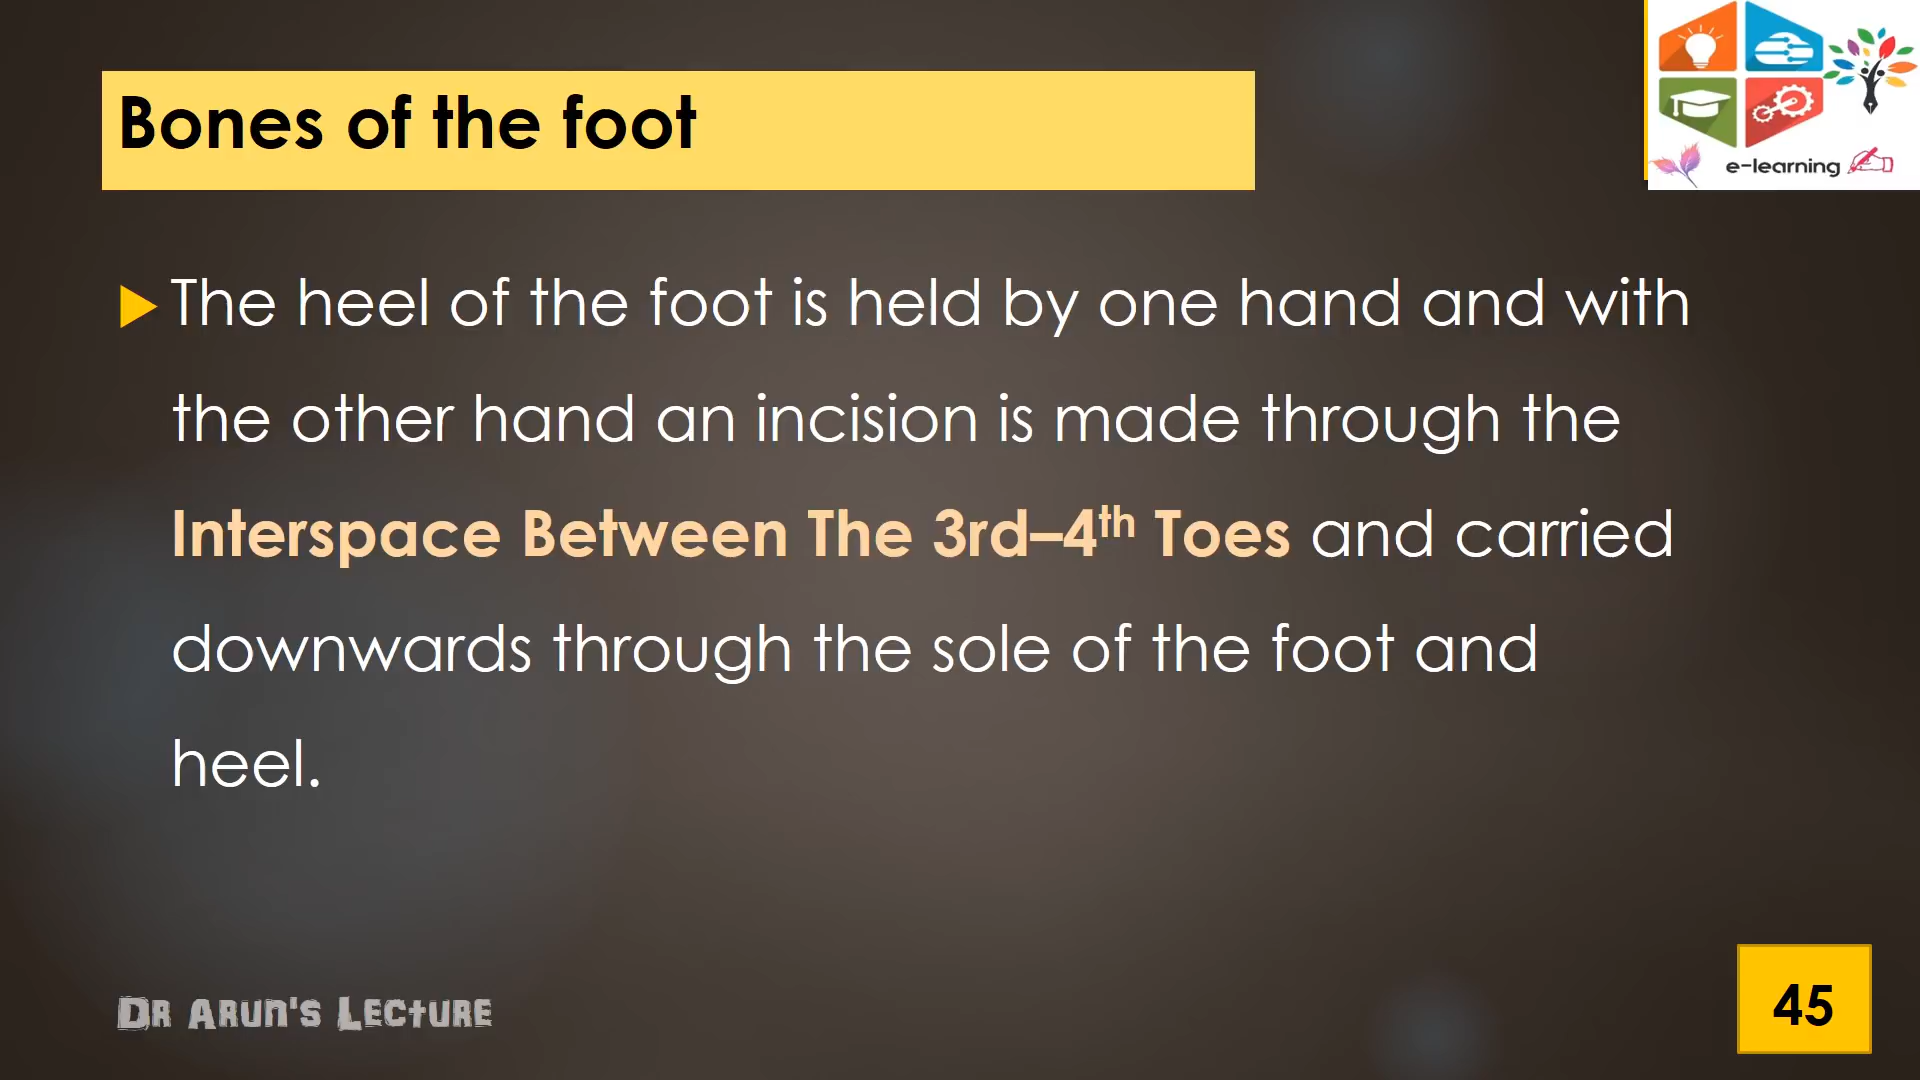 Bones of the foot
e-learning
The heel of the foot is held by one hand and with
the other hand an incision is made through the
Interspace Between The 3rd–4th Toes and carried
downwards through the sole of the foot and
heel.
Dr Arun's Lecture
45